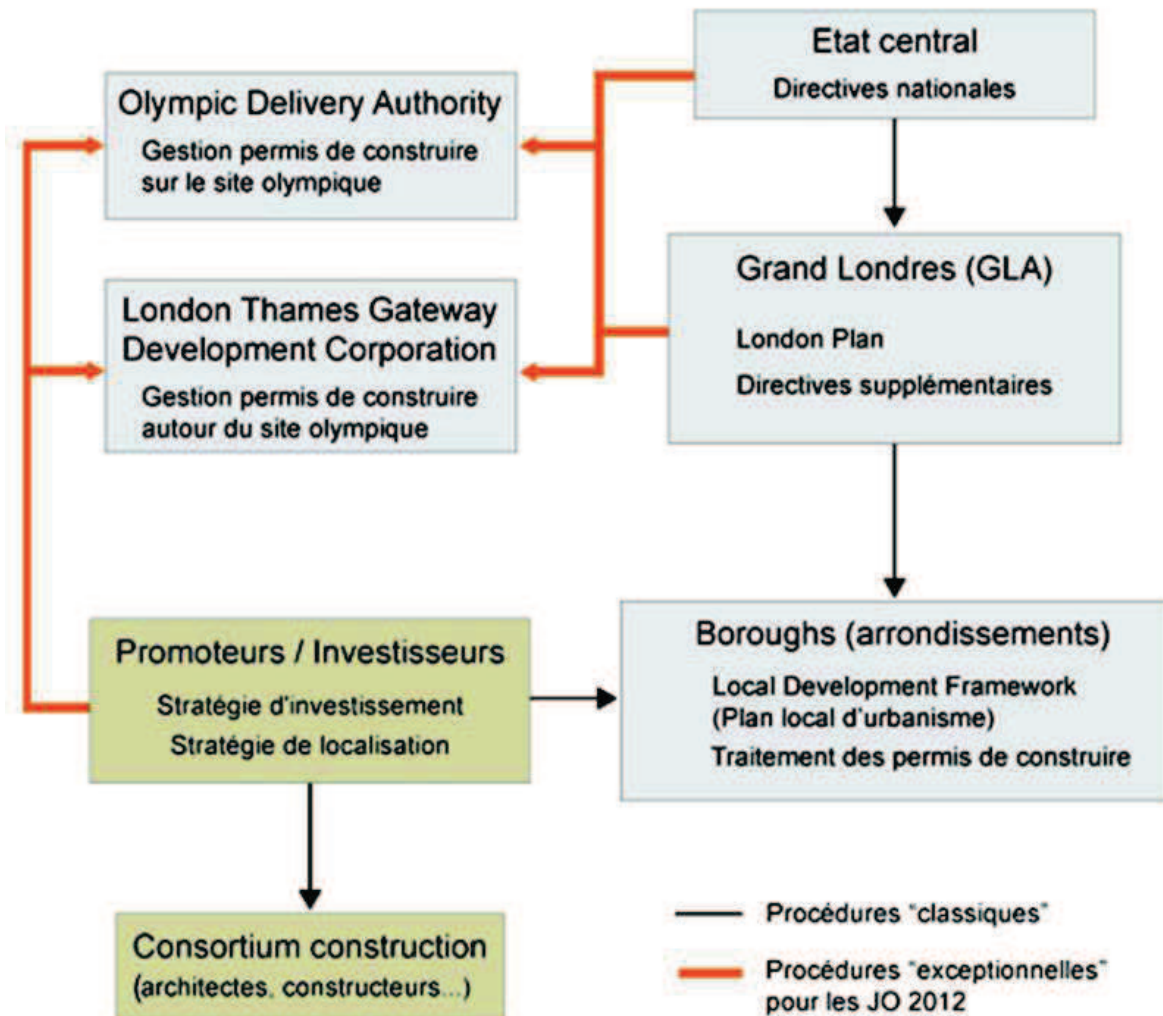 Etat central
Directives nationales
Olympic Delivery Authority
Gestion permis de construire
sur le site olympique
Grand Londres (GLA)
London Plan
Directives supplémentaires
London Thames Gateway
Development Corporation
Gestion permis de construire
autour du site olympique
Promoteurs / Investisseurs
Stratégie d'investissement
Stratégie de localisation
Boroughs (arrondissements)
Local Development Framework
(Plan local d'urbanisme)
Traitement des permis de construire
Consortium construction
(architectes, constructeurs...)
Procédures "classiques"
Procédures "exceptionnelles"
pour les JO 2012